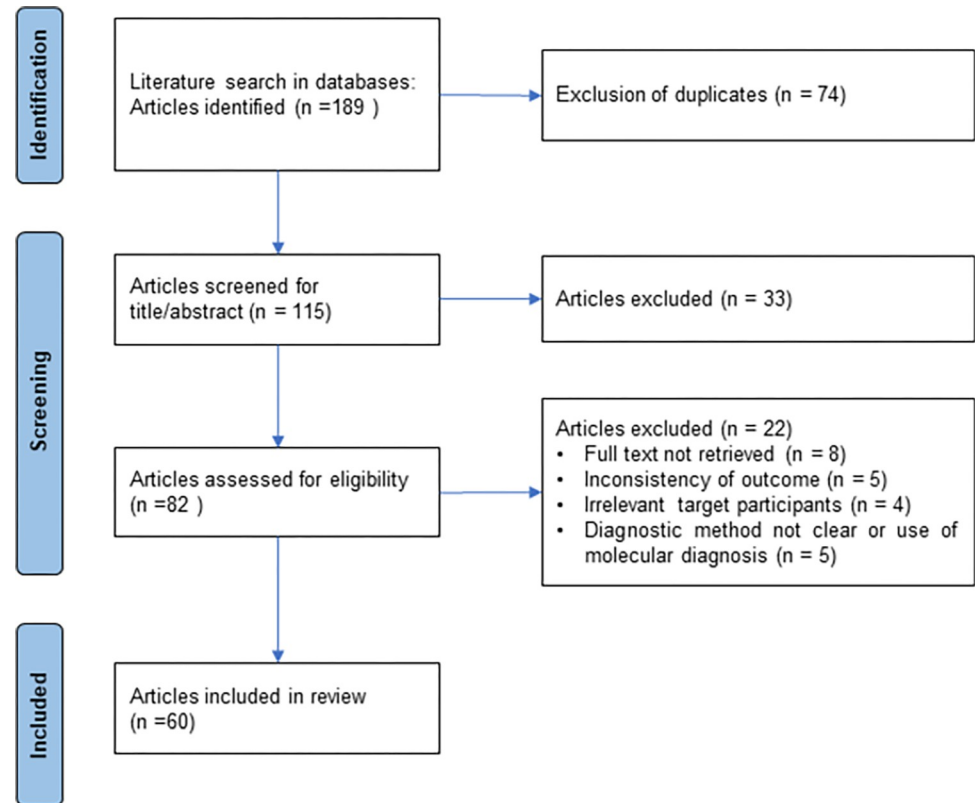 Identification
Literature search in databases:
Articles identified (n =189 )
Exclusion of duplicates (n = 74)
Screening
Articles screened for
title/abstract (n = 115)
Articles excluded (n = 33)
Articles assessed for eligibility
(n =82 )
Articles excluded (n = 22)
• Full text not retrieved (n = 8)
• Inconsistency of outcome (n = 5)
• Irrelevant target participants (n = 4)
• Diagnostic method not clear or use of
molecular diagnosis (n = 5)
Included
Articles included in review
(n =60)